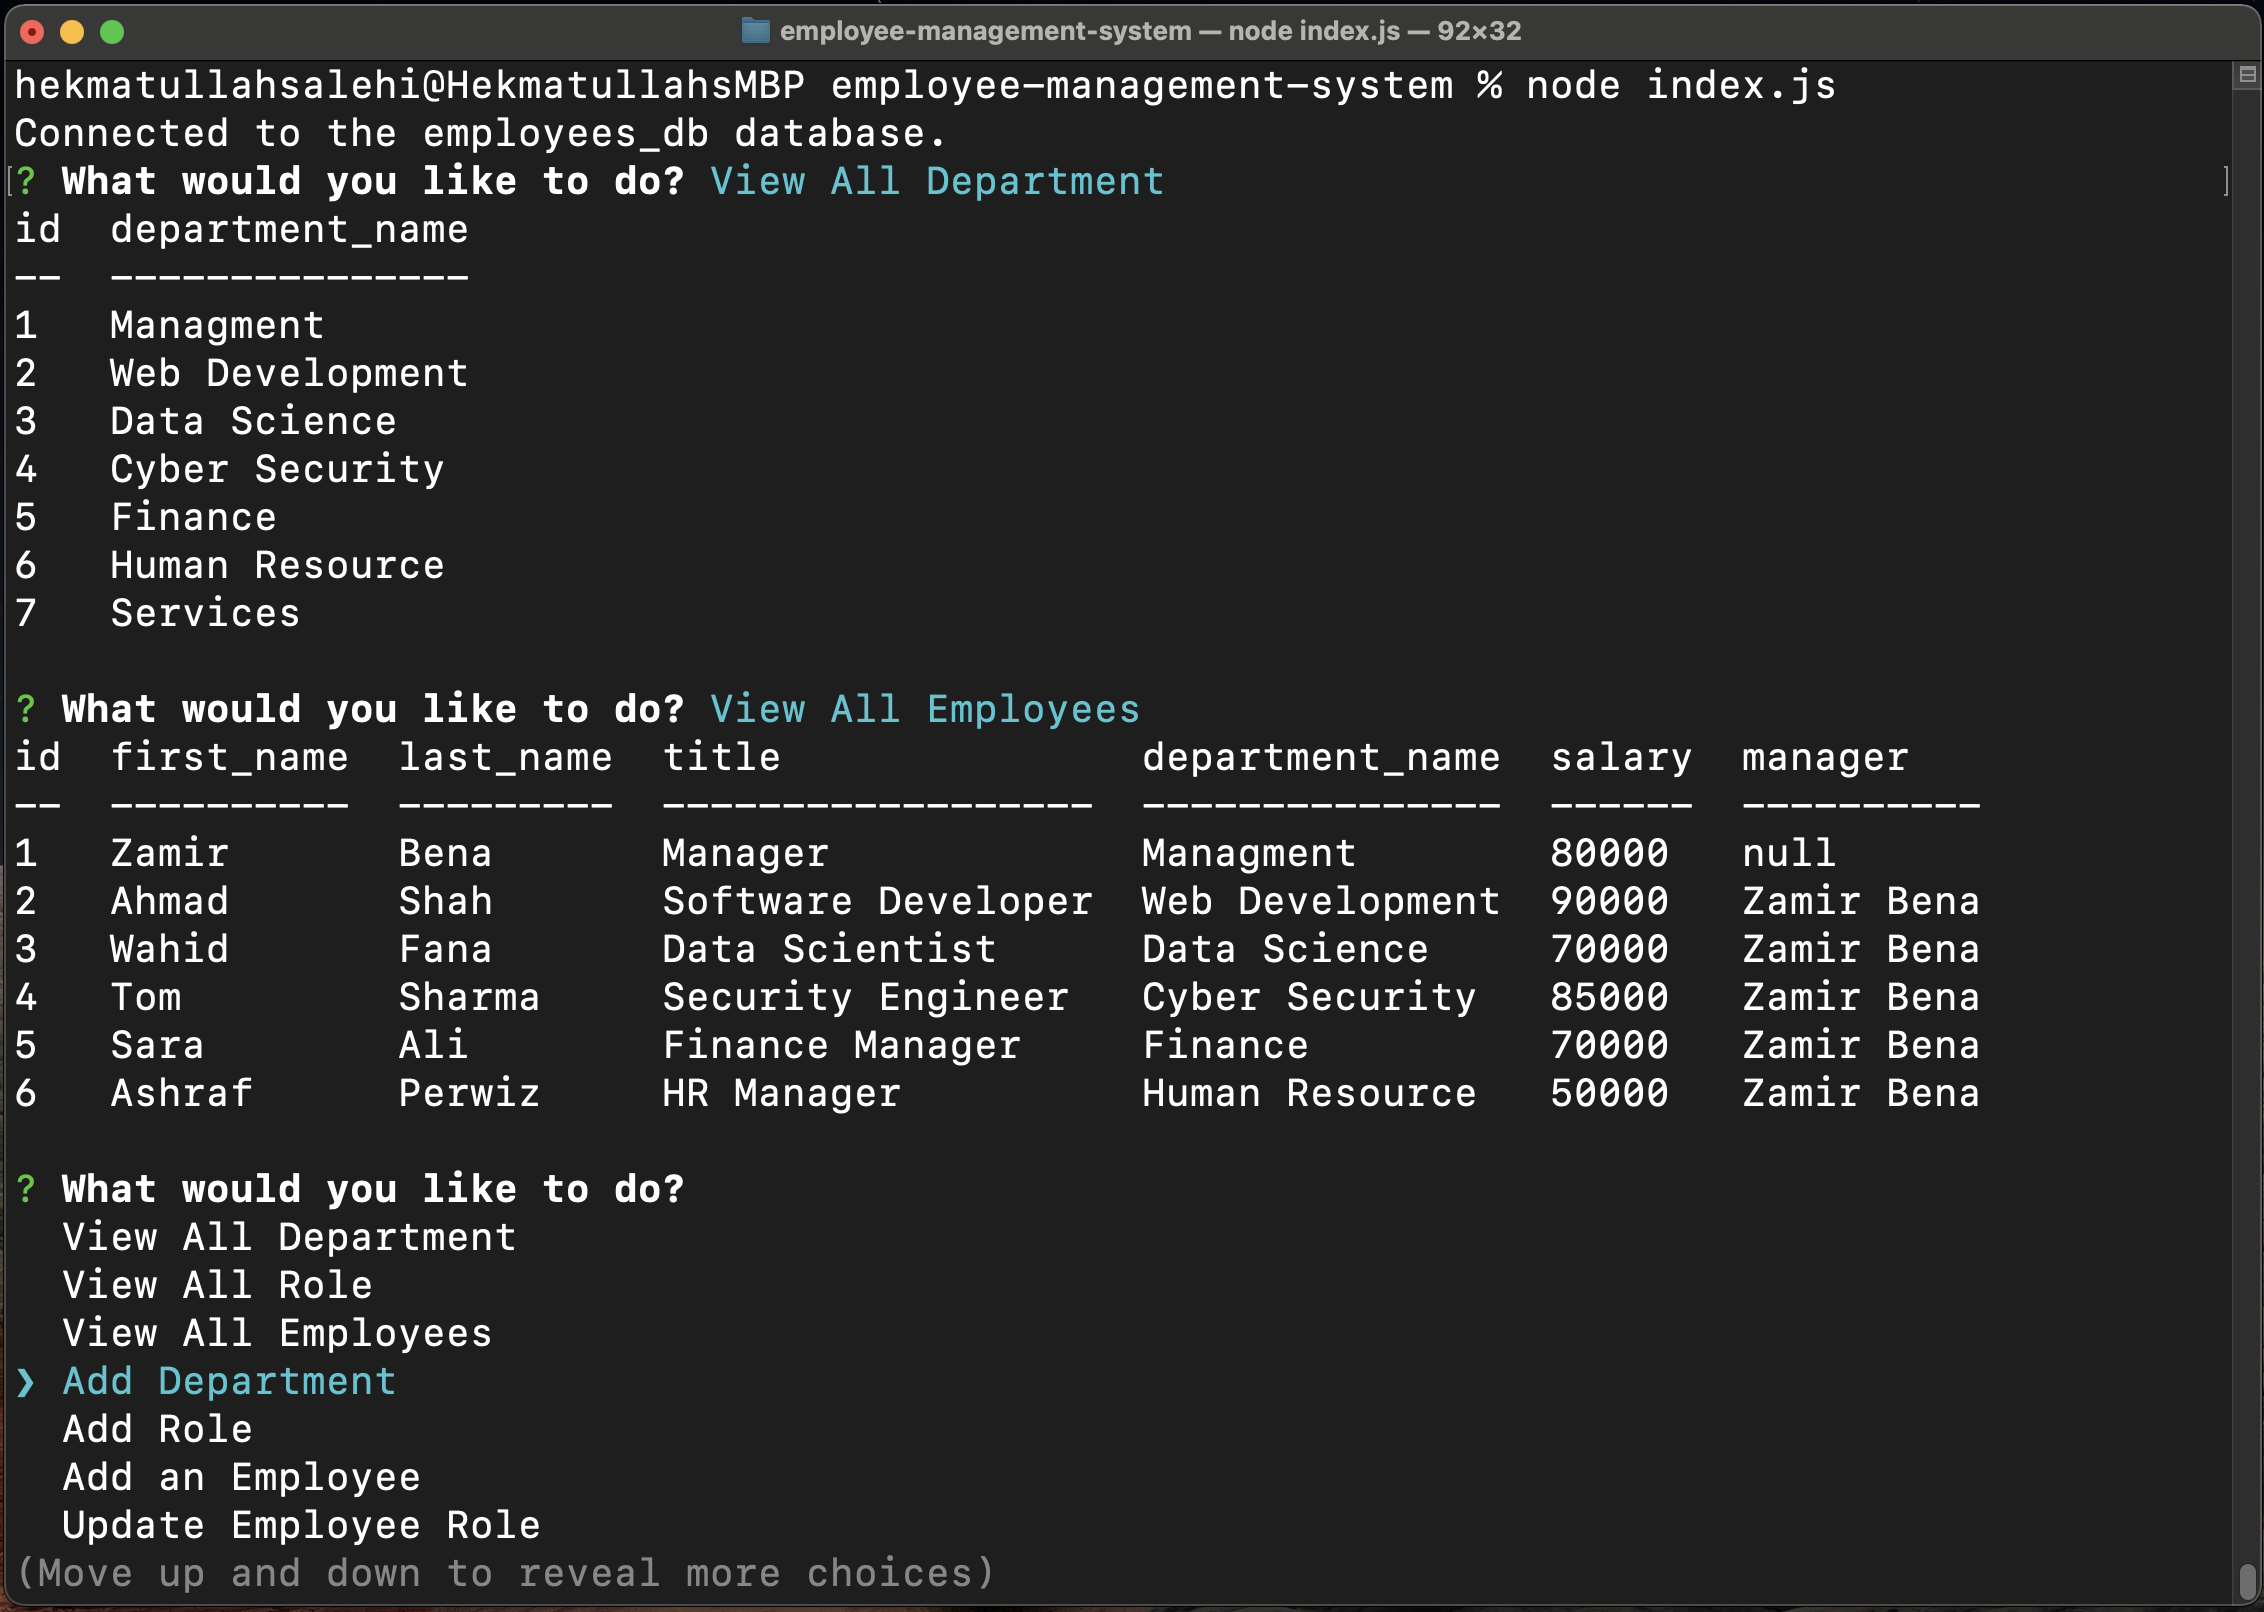 employee-management-system — node index.js — 92×32
hekmatullahsalehi@HekmatullahsMBP employee-management-system % node index.js
Connected to the employees_db database.
[? What would you like to do? View All Department ]
id  department_name
--  ---------------
1   Managment
2   Web Development
3   Data Science
4   Cyber Security
5   Finance
6   Human Resource
7   Services
? What would you like to do? View All Employees
id  first_name  last_name  title               department_name  salary  manager
--  ----------  ---------  ------------------  ---------------  ------  ----------
1   Zamir       Bena       Manager             Managment        80000   null
2   Ahmad       Shah       Software Developer  Web Development  90000   Zamir Bena
3   Wahid       Fana       Data Scientist      Data Science     70000   Zamir Bena
4   Tom         Sharma     Security Engineer   Cyber Security   85000   Zamir Bena
5   Sara        Ali        Finance Manager     Finance          70000   Zamir Bena
6   Ashraf      Perwiz     HR Manager          Human Resource   50000   Zamir Bena
? What would you like to do?
  View All Department
  View All Role
  View All Employees
❯ Add Department
  Add Role
  Add an Employee
  Update Employee Role
(Move up and down to reveal more choices)